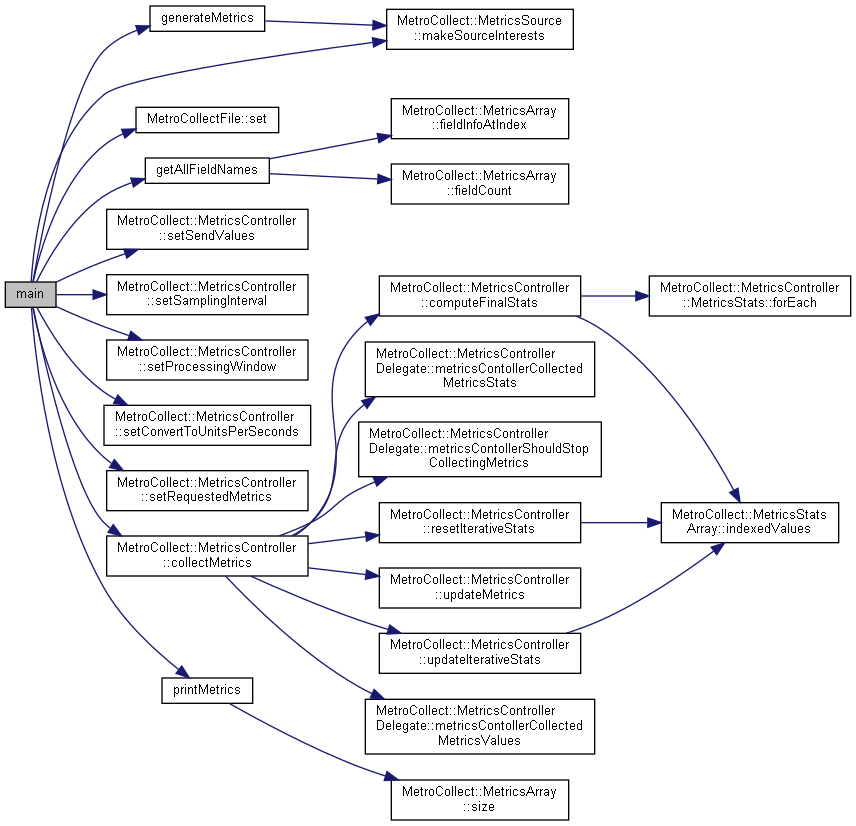 main
generateMetrics
MetroCollect::MetricsSource
::makeSourceInterests
MetroCollectFile::set
getAllFieldNames
MetroCollect::MetricsArray
::fieldInfoAtIndex
MetroCollect::MetricsArray
::fieldCount
MetroCollect::MetricsController
::setSendValues
MetroCollect::MetricsController
::setSamplingInterval
MetroCollect::MetricsController
::setProcessingWindow
MetroCollect::MetricsController
::setConvertToUnitsPerSeconds
MetroCollect::MetricsController
::setRequestedMetrics
MetroCollect::MetricsController
::collectMetrics
MetroCollect::MetricsController
::computeFinalStats
MetroCollect::MetricsController
::MetricsStats::forEach
MetroCollect::MetricsController
Delegate::metricsContollerCollected
MetricsStats
MetroCollect::MetricsController
Delegate::metricsContollerShouldStop
CollectingMetrics
MetroCollect::MetricsController
::resetIterativeStats
MetroCollect::MetricsStats
Array::indexedValues
MetroCollect::MetricsController
::updateMetrics
MetroCollect::MetricsController
::updateIterativeStats
MetroCollect::MetricsController
Delegate::metricsContollerCollected
MetricsValues
printMetrics
MetroCollect::MetricsArray
::size